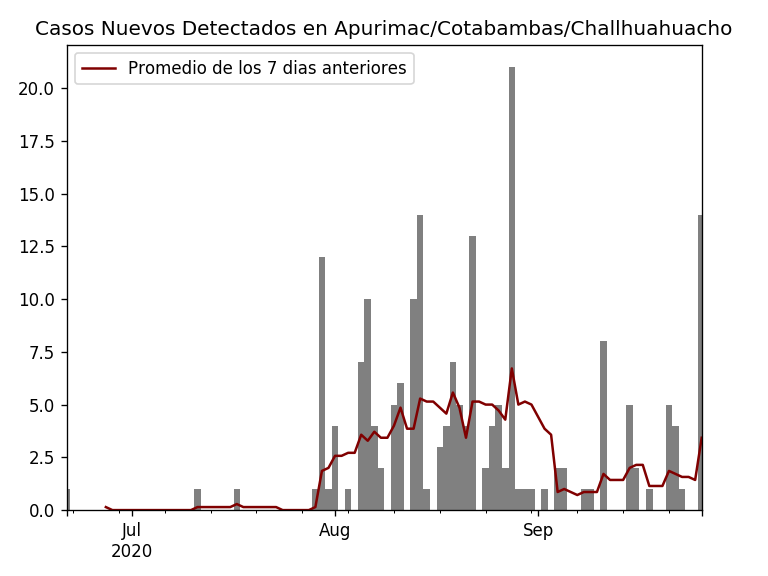 Casos Nuevos Detectados en Apurimac/Cotabambas/Challhuahuacho
Promedio de los 7 dias anteriores
20.0
17.5
15.0
12.5
10.0
7.5
5.0
2.5
0.0
Jul
2020
Aug
Sep